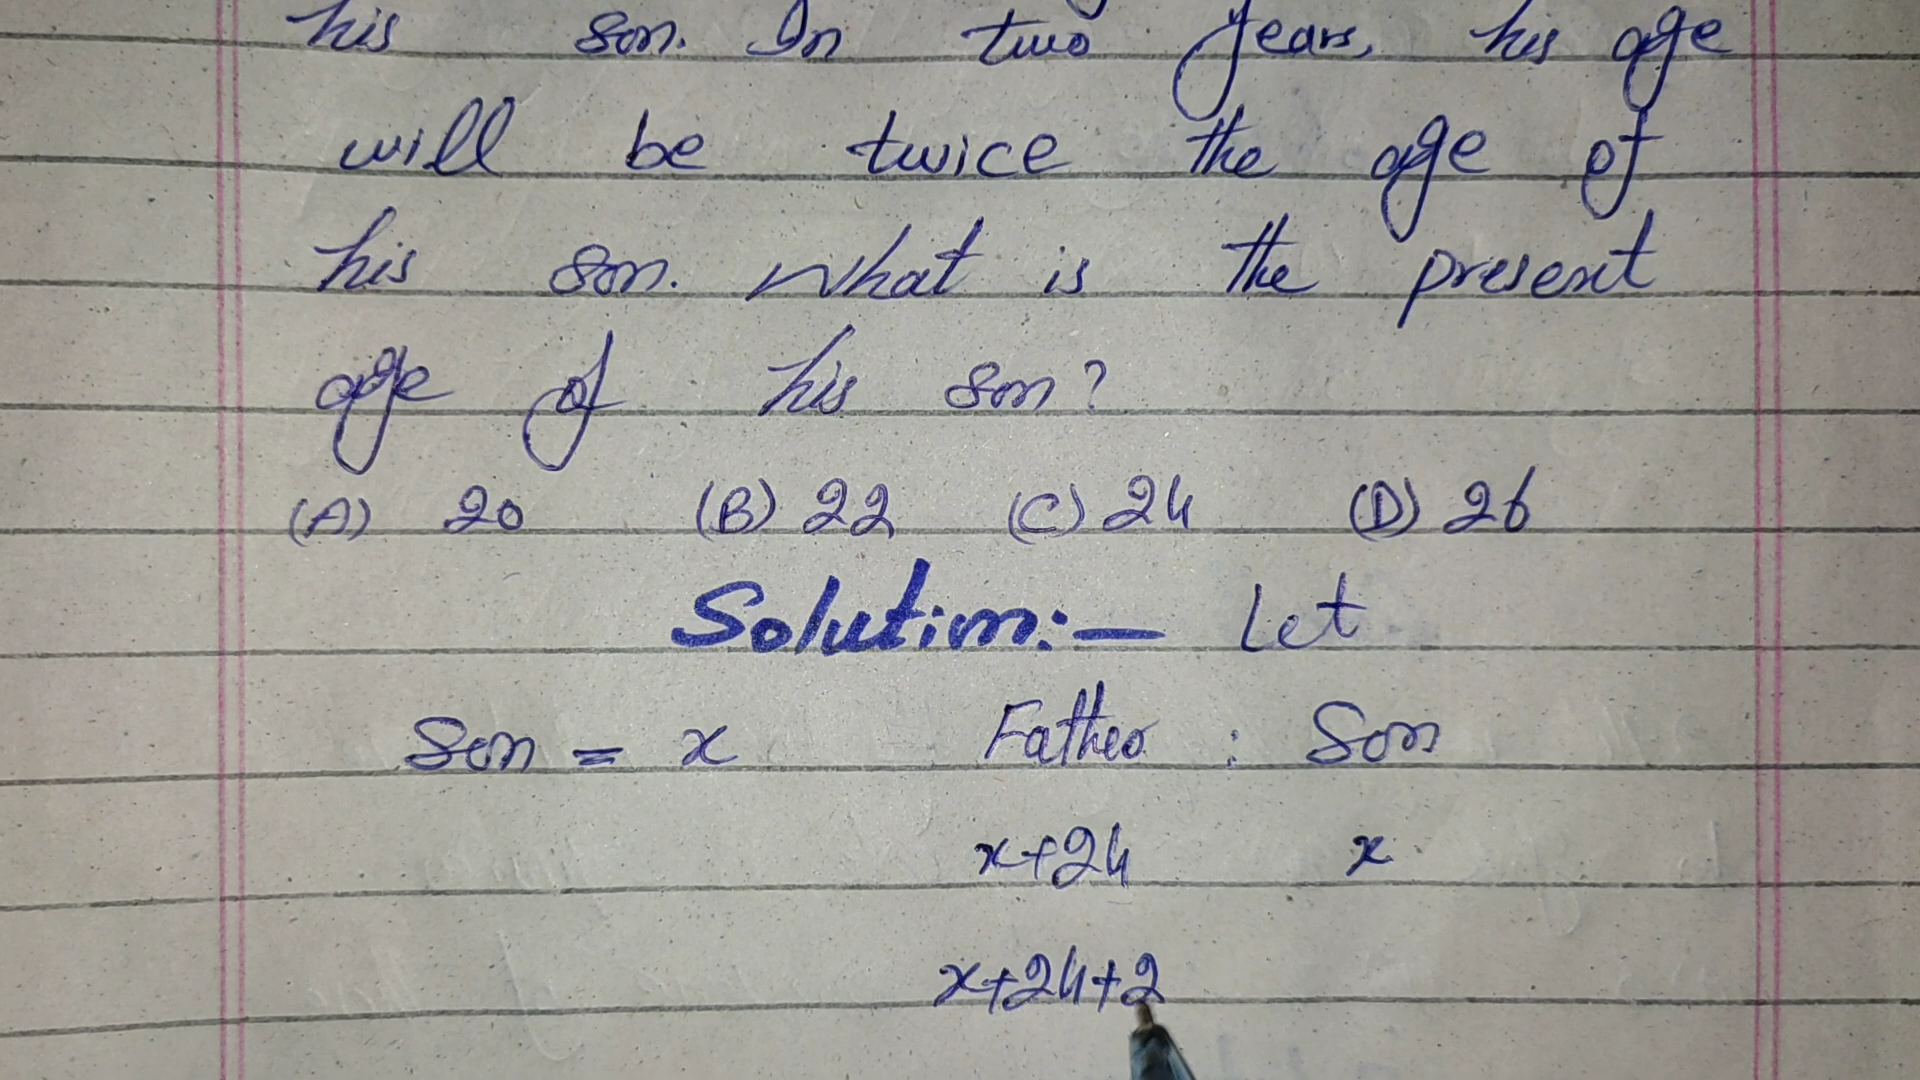 his son. In two years, his age
will be twice the age of
his son. What is the present
age of his son?
(A) 20 (B) 22 (C) 24 (D) 26
Solution:— Let
Son = x Father : Son
x+24 x
x+24+2